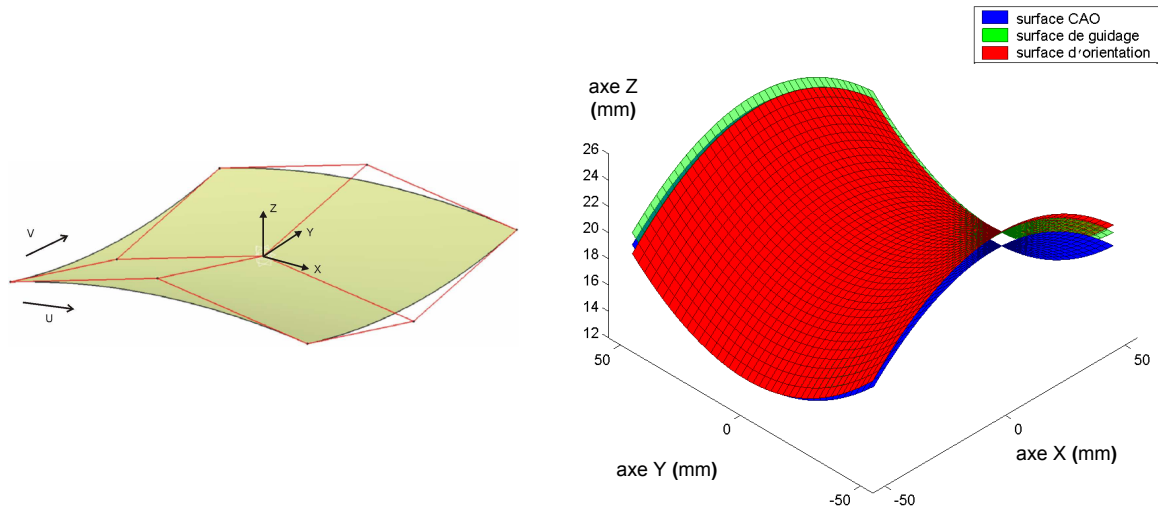 V
U
Z
Y
X
surface CAO
surface de guidage
surface d'orientation
axe Z
(mm)
26
24
22
20
18
16
14
12
50
0
-50
axe Y (mm)
50
0
-50
axe X (mm)